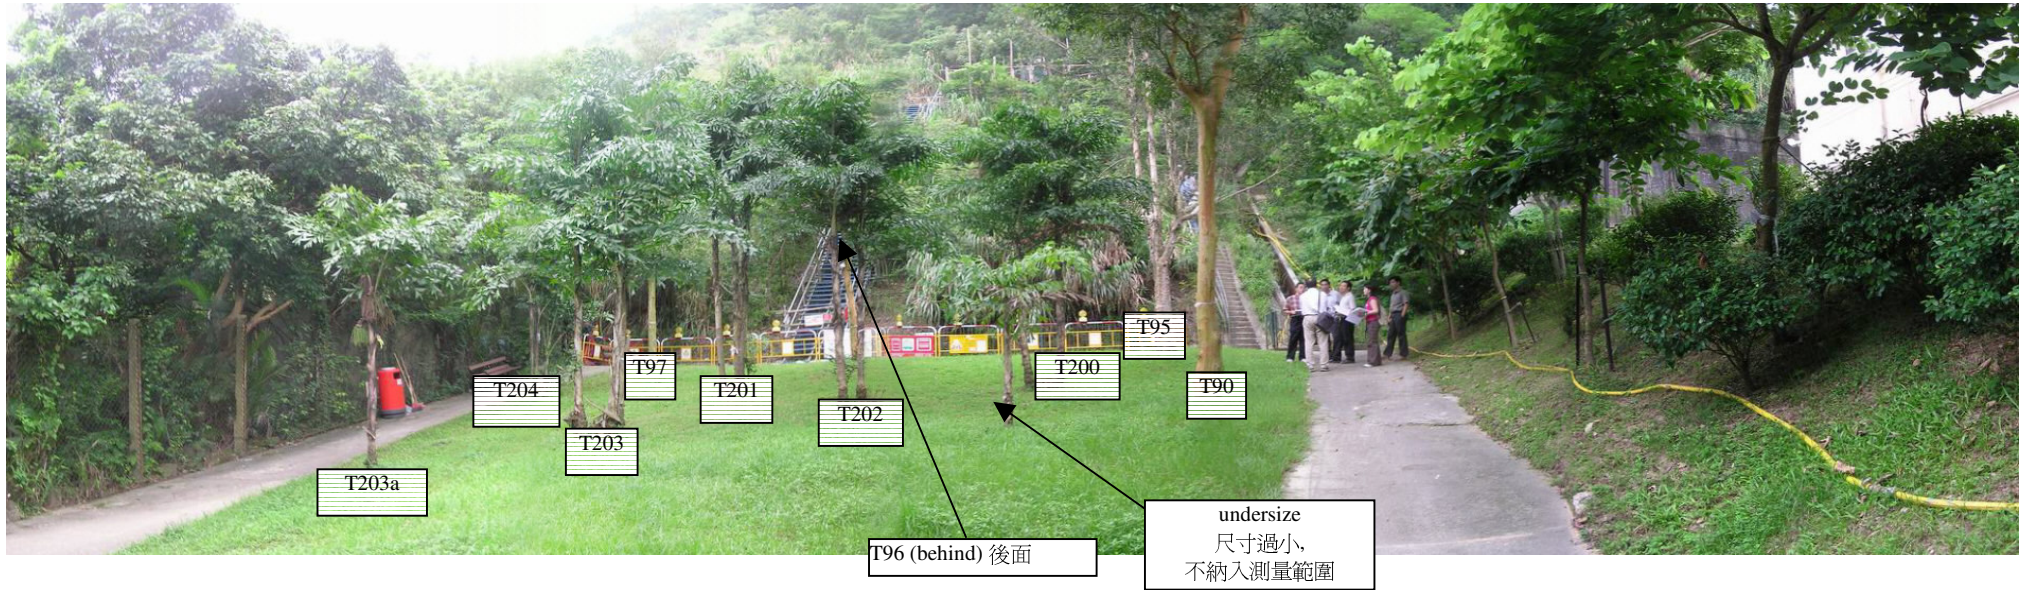 T95
T97
T200
T90
T204
T201
T202
T203
T203a
undersize
尺寸過小,
不納入測量範圍
T96 (behind) 後面